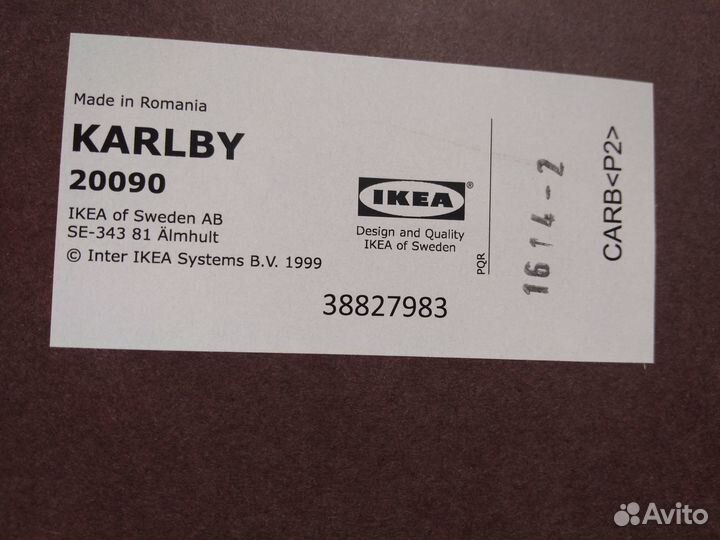 Made in Romania
KARLBY
20090
IKEA of Sweden AB
SE-343 81 Älmhult
© Inter IKEA Systems B.V. 1999
IKEA®
Design and Quality
IKEA of Sweden
38827983
PQR
1614-2
CARB<P2>
Avito